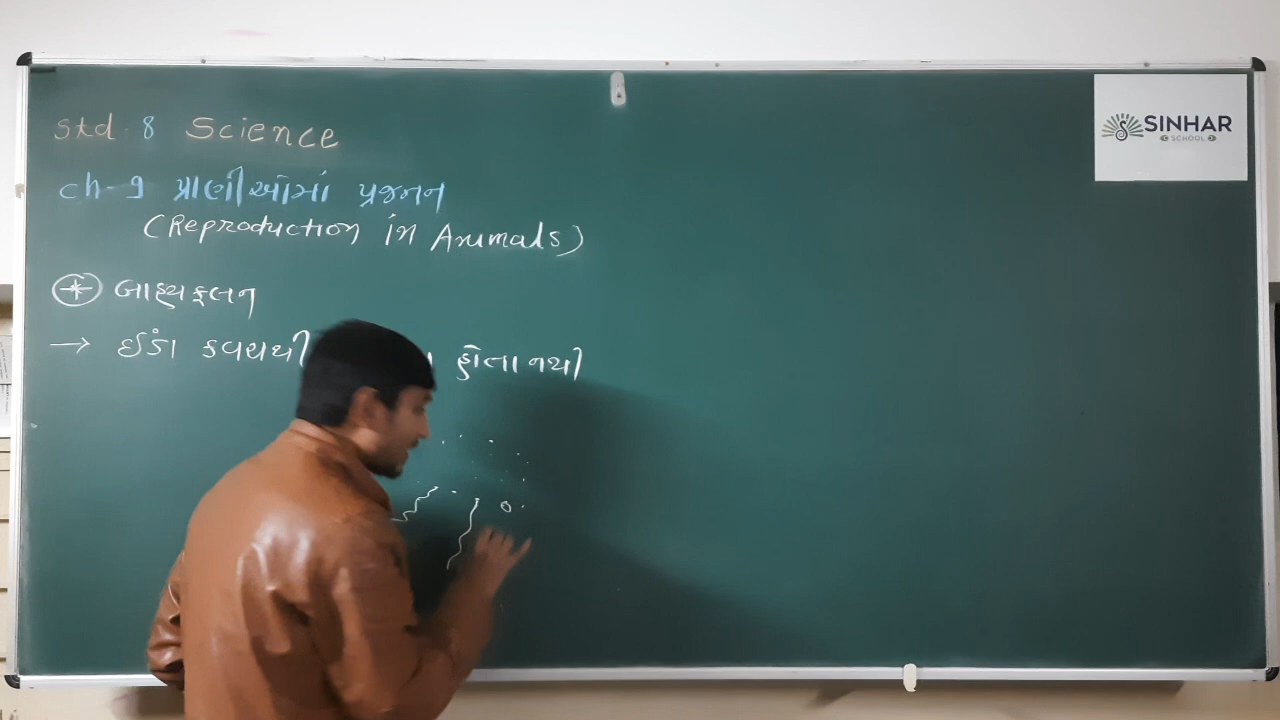 Std. 8 Science
ch-9 પ્રાણીઓમાં પ્રજનન
(Reproduction in Animals)
બાહ્યફલન
→ ઈંડા કવચથી હોતા નથી
SINHAR
SCHOOL